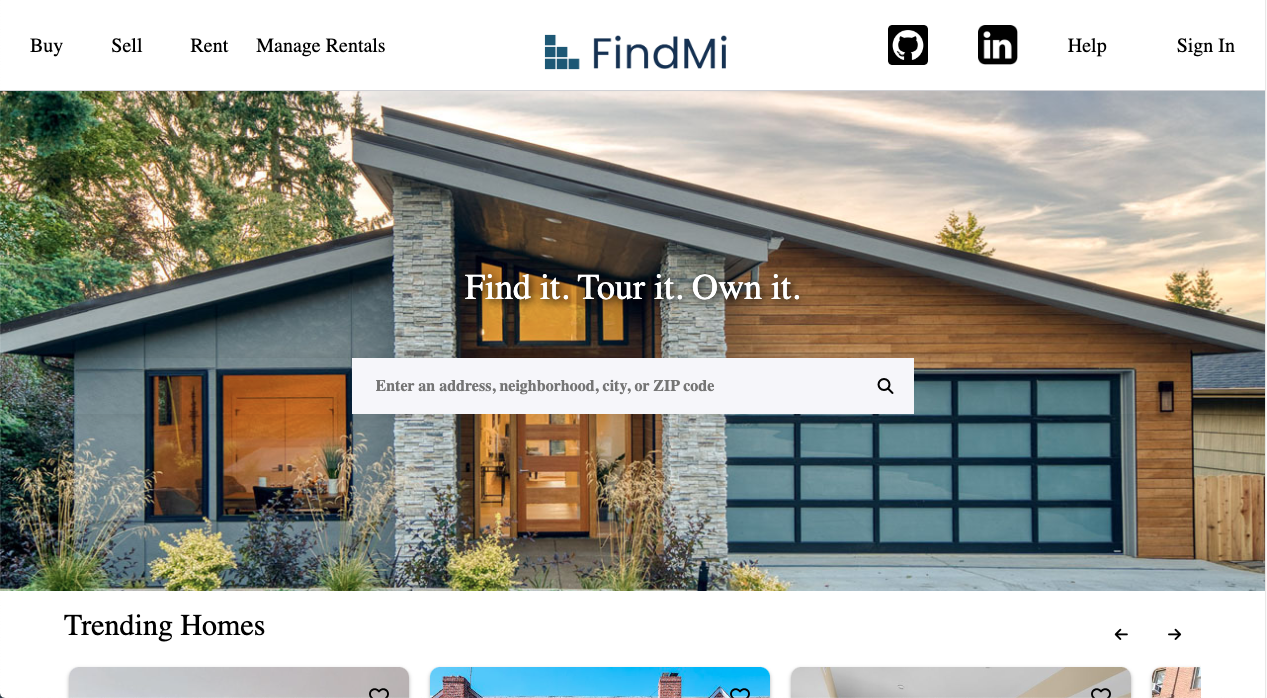 Buy Sell Rent Manage Rentals FindMi Help Sign In
Find it. Tour it. Own it.
Enter an address, neighborhood, city, or ZIP code
Trending Homes